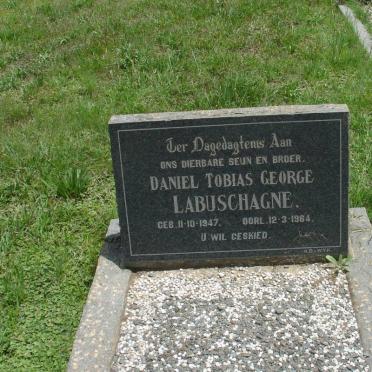 Ter Dagedagtenis Aan
ONS DIERBARE SEUN EN BROER.
DANIEL TOBIAS GEORGE
LABUSCHAGNE.
GEB. 11-10-1947. OORL. 12-3-1964.
U WIL GESKIED